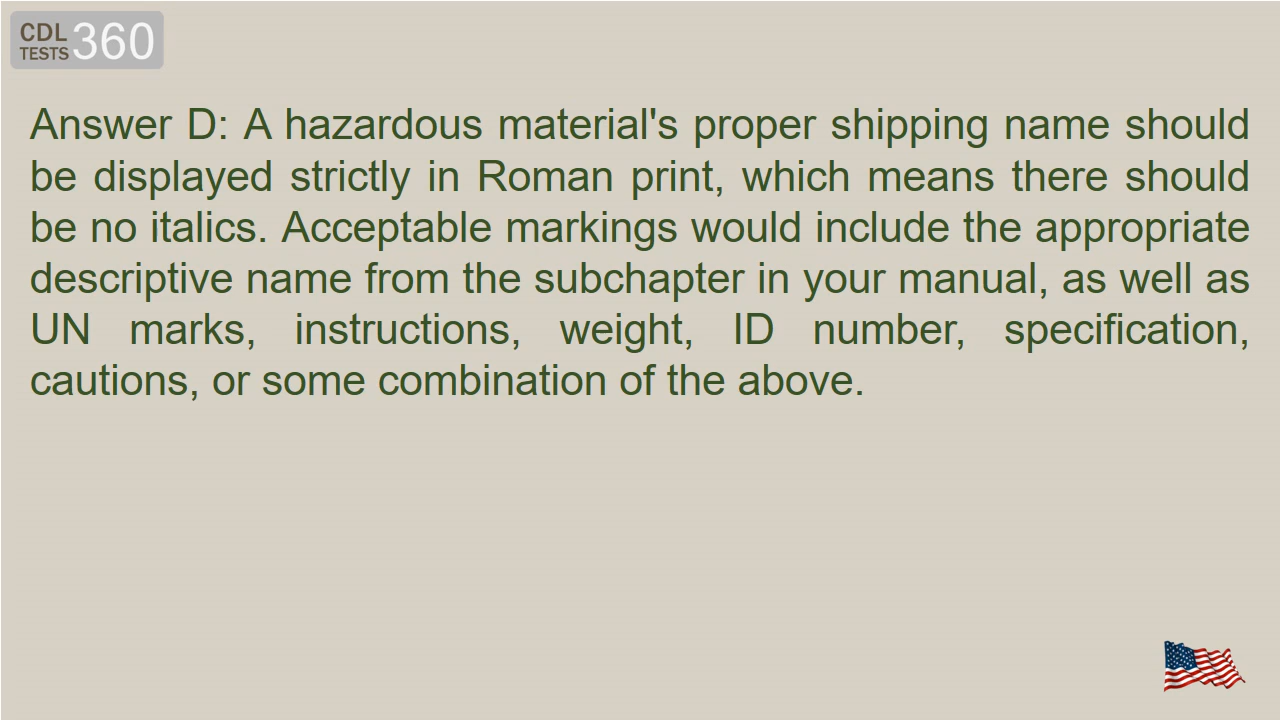 CDL
TESTS 360
Answer D: A hazardous material's proper shipping name should
be displayed strictly in Roman print, which means there should
be no italics. Acceptable markings would include the appropriate
descriptive name from the subchapter in your manual, as well as
UN marks, instructions, weight, ID number, specification,
cautions, or some combination of the above.